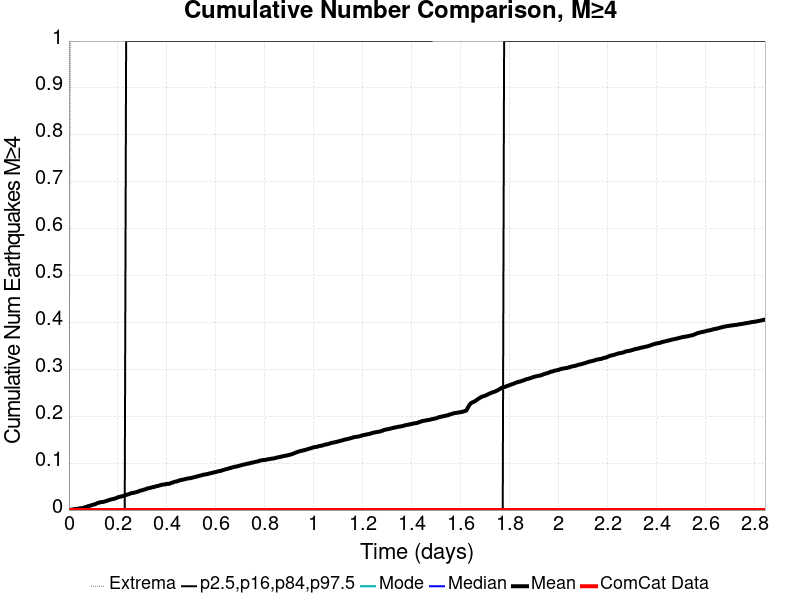 Cumulative Number Comparison, M≥4
Cumulative Num Earthquakes M≥4
1
0.9
0.8
0.7
0.6
0.5
0.4
0.3
0.2
0.1
0
0 0.2 0.4 0.6 0.8 1 1.2 1.4 1.6 1.8 2 2.2 2.4 2.6 2.8
Time (days)
Extrema p2.5,p16,p84,p97.5 Mode Median Mean ComCat Data